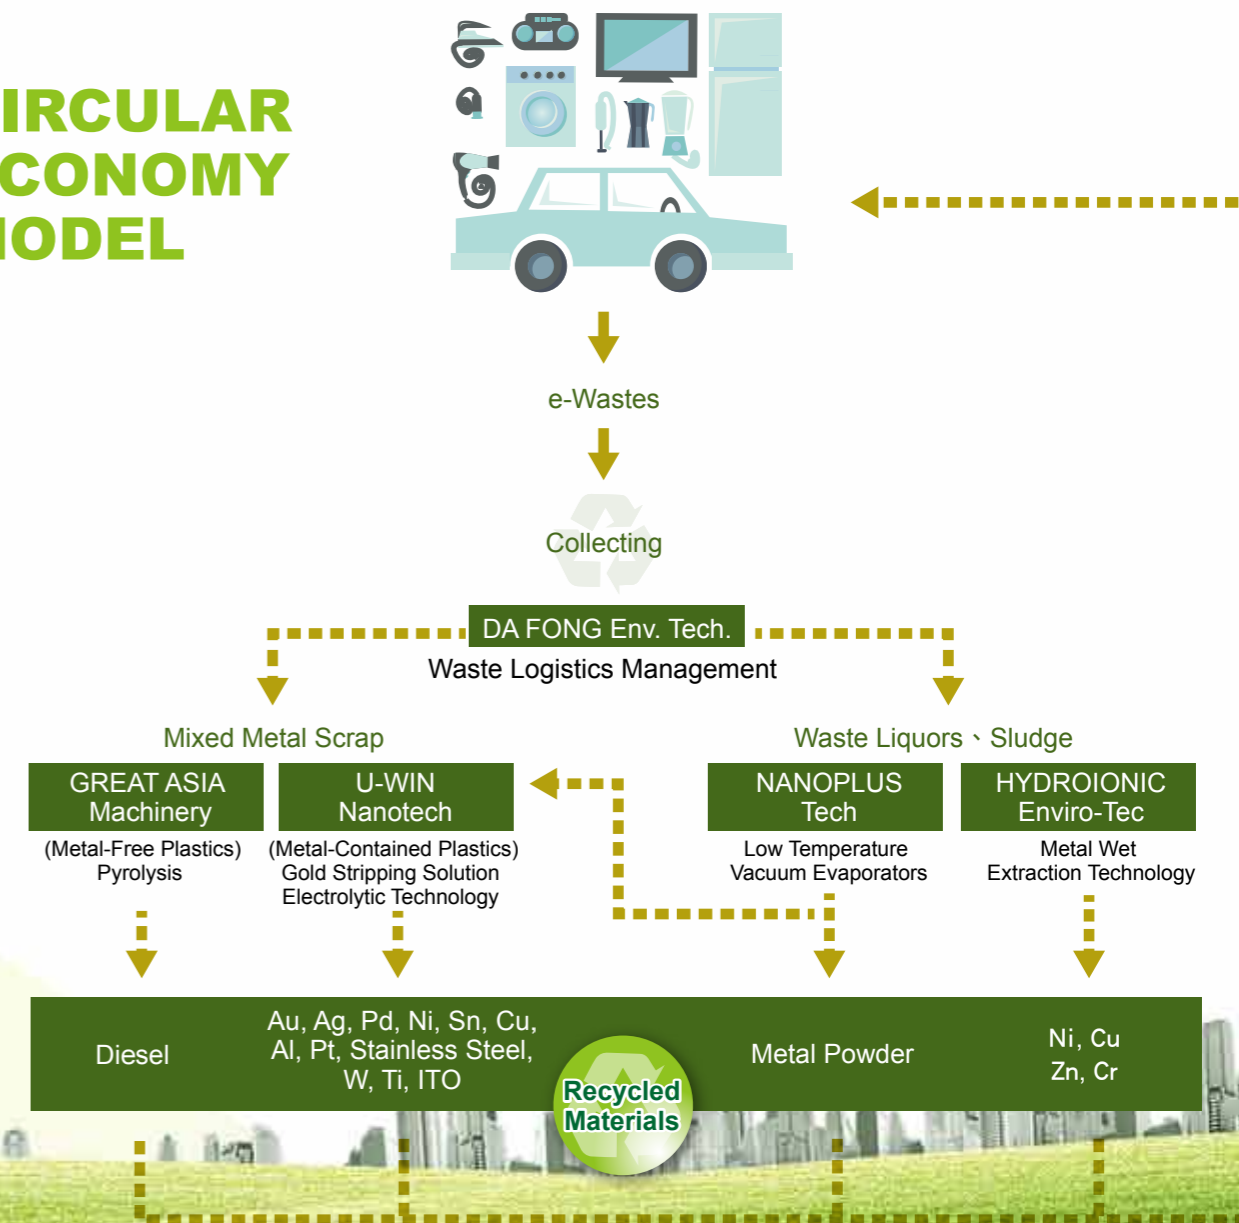 IRCULAR
CONOMY
ODEL
e-Wastes
Collecting
DA FONG Env. Tech.
Waste Logistics Management
Mixed Metal Scrap
Waste Liquors、Sludge
GREAT ASIA
Machinery
(Metal-Free Plastics)
Pyrolysis
U-WIN
Nanotech
(Metal-Contained Plastics)
Gold Stripping Solution
Electrolytic Technology
NANOPLUS
Tech
Low Temperature
Vacuum Evaporators
HYDROIONIC
Enviro-Tec
Metal Wet
Extraction Technology
Diesel
Au, Ag, Pd, Ni, Sn, Cu,
Al, Pt, Stainless Steel,
W, Ti, ITO
Recycled
Materials
Metal Powder
Ni, Cu
Zn, Cr